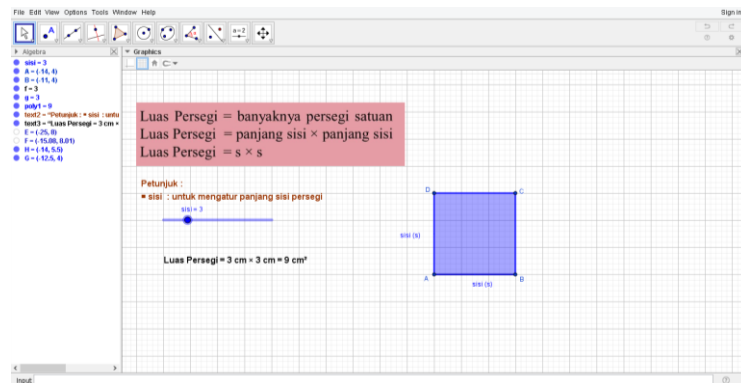 File Edit View Options Tools Window Help
Sign in
a=2
Algebra
Graphics
sisi = 3
A = (-14, 4)
B = (-11, 4)
f = 3
g = 3
poly1 = 9
text2 = "Petunjuk : * sisi : untu
text3 = "Luas Persegi = 3 cm ×
E = (-25, 8)
F = (-15.88, 8.01)
H = (-14, 5.5)
G = (-12.5, 4)
Luas Persegi = banyaknya persegi satuan
Luas Persegi = panjang sisi × panjang sisi
Luas Persegi = s × s
Petunjuk :
* sisi : untuk mengatur panjang sisi persegi
sisi = 3
Luas Persegi = 3 cm × 3 cm = 9 cm²
D
C
sisi (s)
A
B
sisi (s)
Input